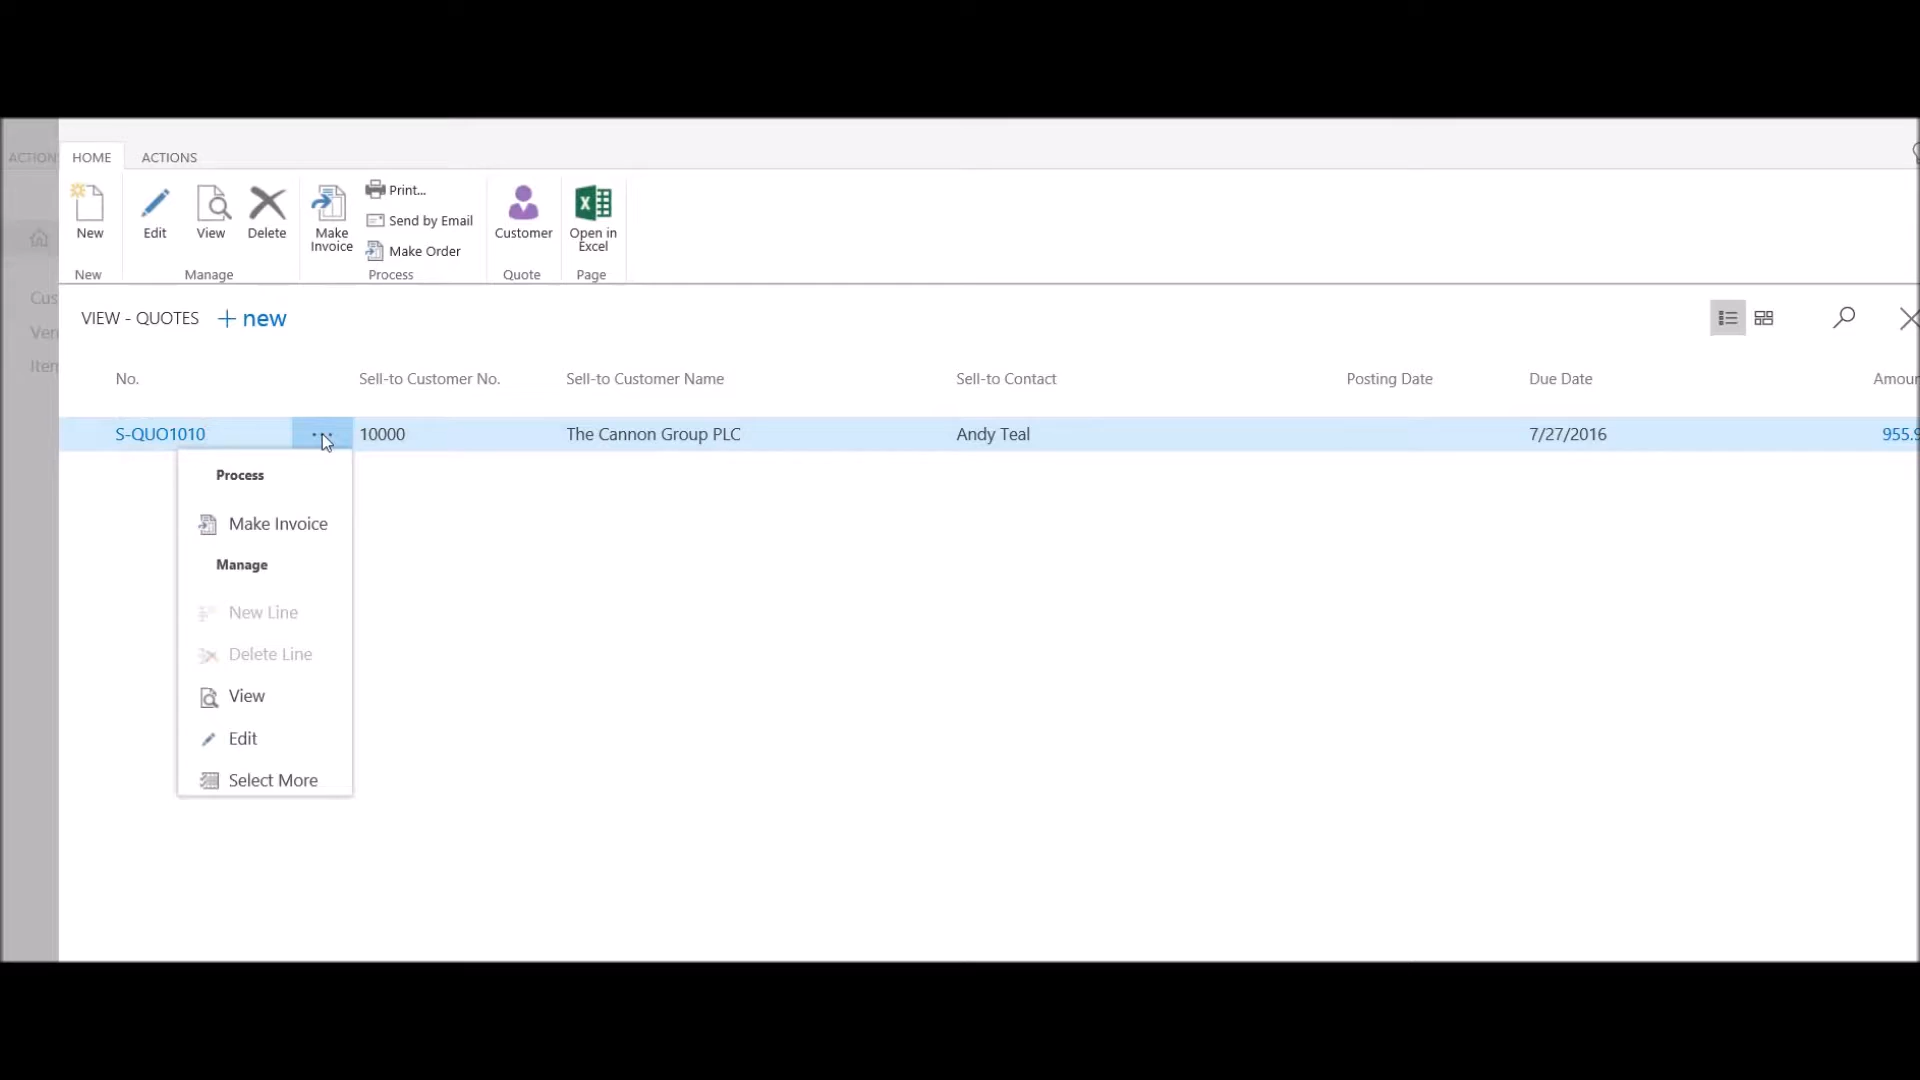 ACTION HOME ACTIONS
New
Edit
View
Delete
Make
Invoice
Print...
Send by Email
Make Order
Customer
Open in
Excel
New
Manage
Process
Quote
Page
Cus
Ven
Item
VIEW - QUOTES + new
No. Sell-to Customer No. Sell-to Customer Name Sell-to Contact Posting Date Due Date Amoun
S-QUO1010 ... 10000 The Cannon Group PLC Andy Teal 7/27/2016 955.9
Process
Make Invoice
Manage
New Line
Delete Line
View
Edit
Select More